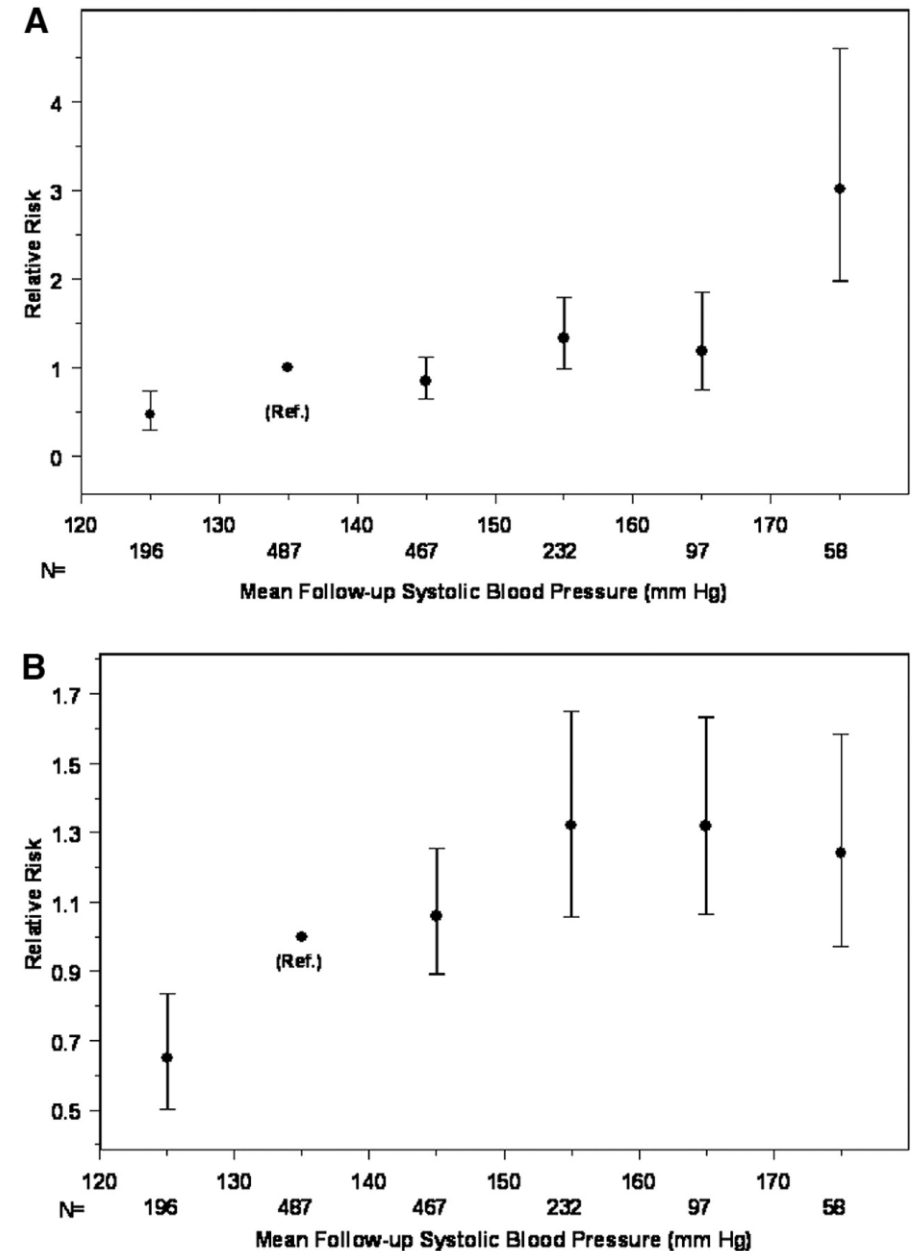 A
Relative Risk
4
3
2
1
0
(Ref.)
120 130 140 150 160 170
N= 196 487 467 232 97 58
Mean Follow-up Systolic Blood Pressure (mm Hg)
B
Relative Risk
1.7
1.5
1.3
1.1
0.9
0.7
0.5
(Ref.)
120 130 140 150 160 170
N= 196 487 467 232 97 58
Mean Follow-up Systolic Blood Pressure (mm Hg)